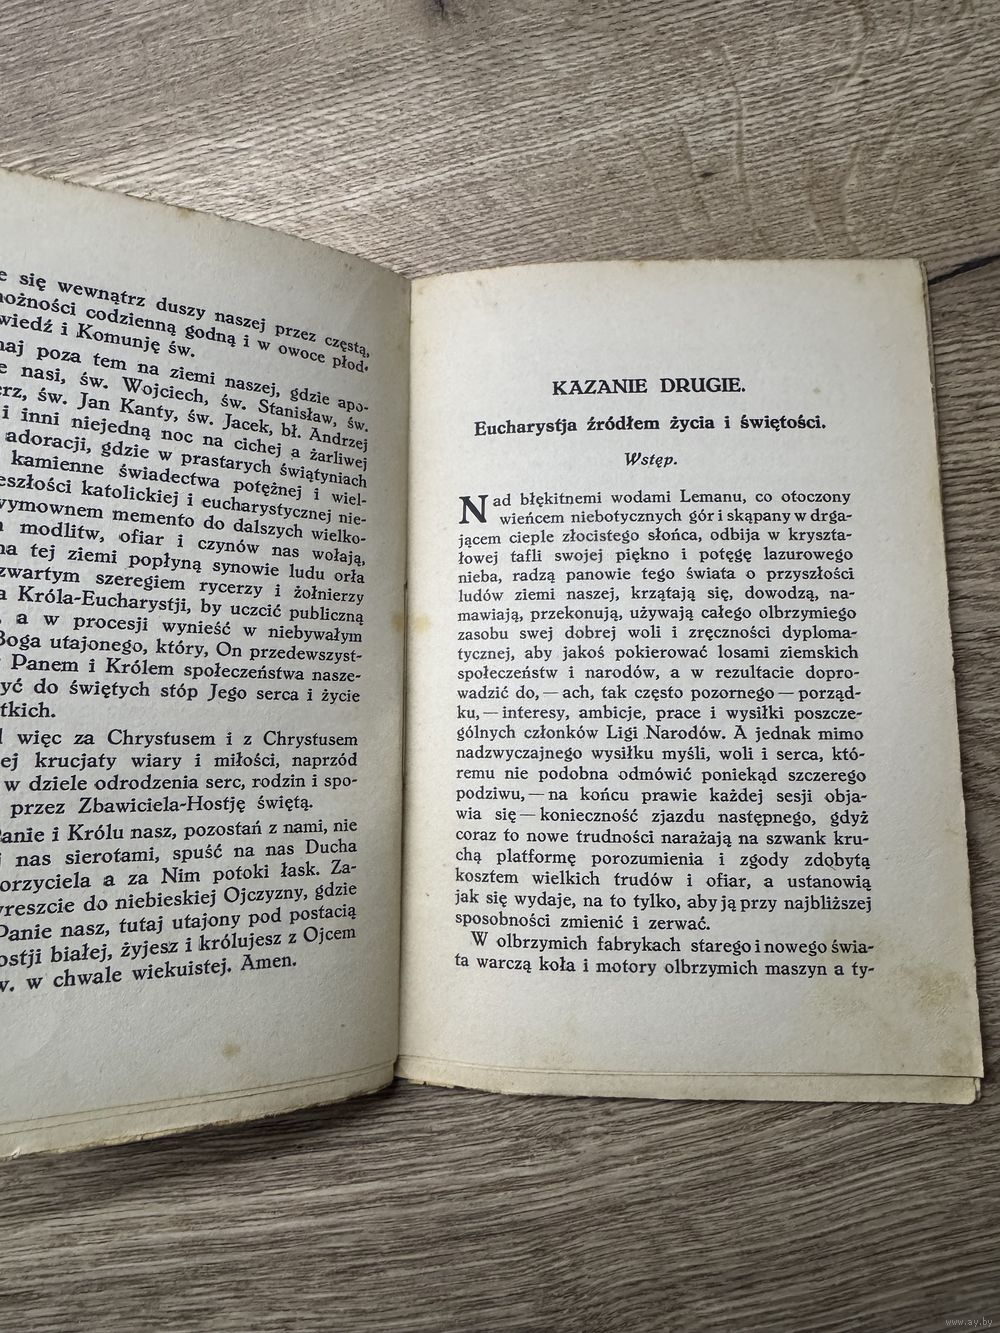 się wewnątrz duszy naszej przez częstą,
codzienną godną i w owoce płod-
i Komunję św.
poza tem na ziemi naszej, gdzie apo-
nasi, św. Wojciech, św. Stanisław, św.
św. Jan Kanty, św. Jacek, bł. Andrzej
i inni niejedną noc na cichej a żarliwej
adoracji, gdzie w prastarych świątyniach
kamienne świadectwa potężnej i wiel-
katolickiej i eucharystycznej nie-
wymownem memento do dalszych wielko-
modlitw, ofiar i czynów nas wołają,
na tej ziemi popłyną synowie ludu orła
zwartym szeregiem rycerzy i żołnierzy
Króla-Eucharystji, by uczcić publiczną
, a w procesji wynieść w niebywałym
Boga utajonego, który, On przedewszyst-
Panem i Królem społeczeństwa nasze-
do świętych stóp Jego serca i życie
więc za Chrystusem i z Chrystusem
krucjaty wiary i miłości, naprzód
w dziele odrodzenia serc, rodzin i spo-
przez Zbawiciela-Hostję świętą.
Panie i Królu nasz, pozostań z nami, nie
nas sierotami, spuść na nas Ducha
a za Nim potoki łask. Za-
do niebieskiej Ojczyzny, gdzie
Panie nasz, tutaj utajony pod postacią
białej, żyjesz i królujesz z Ojcem
w chwale wiekuistej. Amen.
KAZANIE DRUGIE.
Eucharystja źródłem życia i świętości.
Wstęp.
Nad błękitnemi wodami Lemanu, co otoczony
wieńcem niebotycznych gór i skąpany w drga-
jącem cieple złocistego słońca, odbija w kryszta-
łowej tafli swojej piękno i potęgę lazurowego
nieba, radzą panowie tego świata o przyszłości
ludów ziemi naszej, krzątają się, dowodzą, na-
mawiają, przekonują, używają całego olbrzymiego
zasobu swej dobrej woli i zręczności dyploma-
tycznej, aby jakoś pokierować losami ziemskich
społeczeństw i narodów, a w rezultacie dopro-
wadzić do, — ach, tak często pozornego — porząd-
ku, — interesy, ambicje, prace i wysiłki poszcze-
gólnych członków Ligi Narodów. A jednak mimo
nadzwyczajnego wysiłku myśli, woli i serca, któ-
remu nie podobna odmówić poniekąd szczerego
podziwu, — na końcu prawie każdej sesji obja-
wia się — konieczność zjazdu następnego, gdyż
coraz to nowe trudności narażają na szwank kru-
chą platformę porozumienia i zgody zdobytą
kosztem wielkich trudów i ofiar, a ustanowią
jak się wydaje, na to tylko, aby ją przy najbliższej
sposobności zmienić i zerwać.
W olbrzymich fabrykach starego i nowego świa-
ta warczą koła i motory olbrzymich maszyn a ty-
www.ay.by